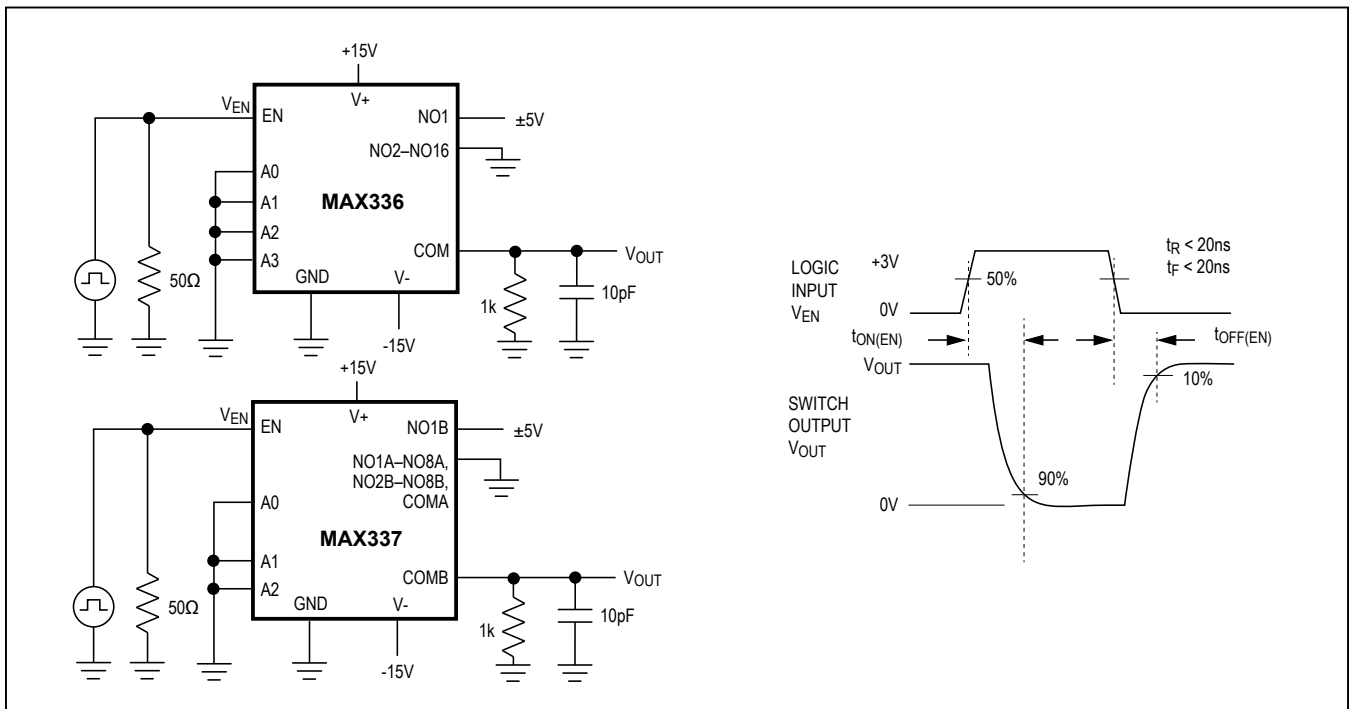 +15V
VEN
EN
V+
NO1
±5V
NO2–NO16
A0
A1
MAX336
A2
A3
COM
VOUT
50Ω
GND
V-
1k
10pF
-15V
+15V
VEN
EN
V+
NO1B
±5V
NO1A–NO8A,
NO2B–NO8B,
COMA
A0
MAX337
A1
A2
COMB
VOUT
50Ω
GND
V-
1k
10pF
-15V
LOGIC
INPUT
VEN
+3V
0V
50%
tR < 20ns
tF < 20ns
tON(EN)
tOFF(EN)
VOUT
10%
SWITCH
OUTPUT
VOUT
90%
0V